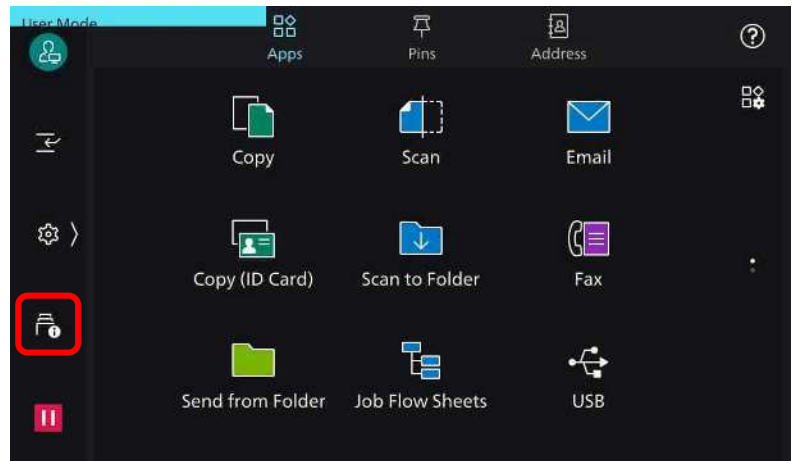 User Mode
Apps
Pins
Address
Copy
Scan
Email
Copy (ID Card)
Scan to Folder
Fax
Send from Folder
Job Flow Sheets
USB